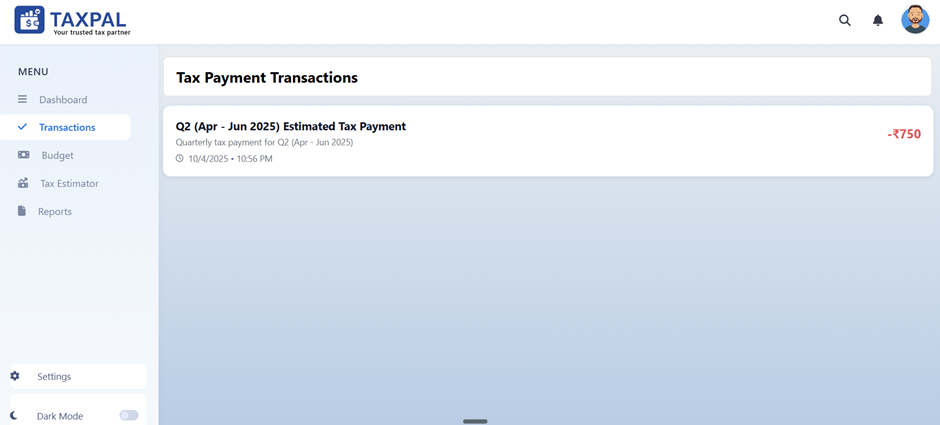 TAXPAL
Your trusted tax partner
MENU
Dashboard
Transactions
Budget
Tax Estimator
Reports
Settings
Dark Mode
Tax Payment Transactions
Q2 (Apr - Jun 2025) Estimated Tax Payment
Quarterly tax payment for Q2 (Apr - Jun 2025)
10/4/2025 • 10:56 PM
-₹750